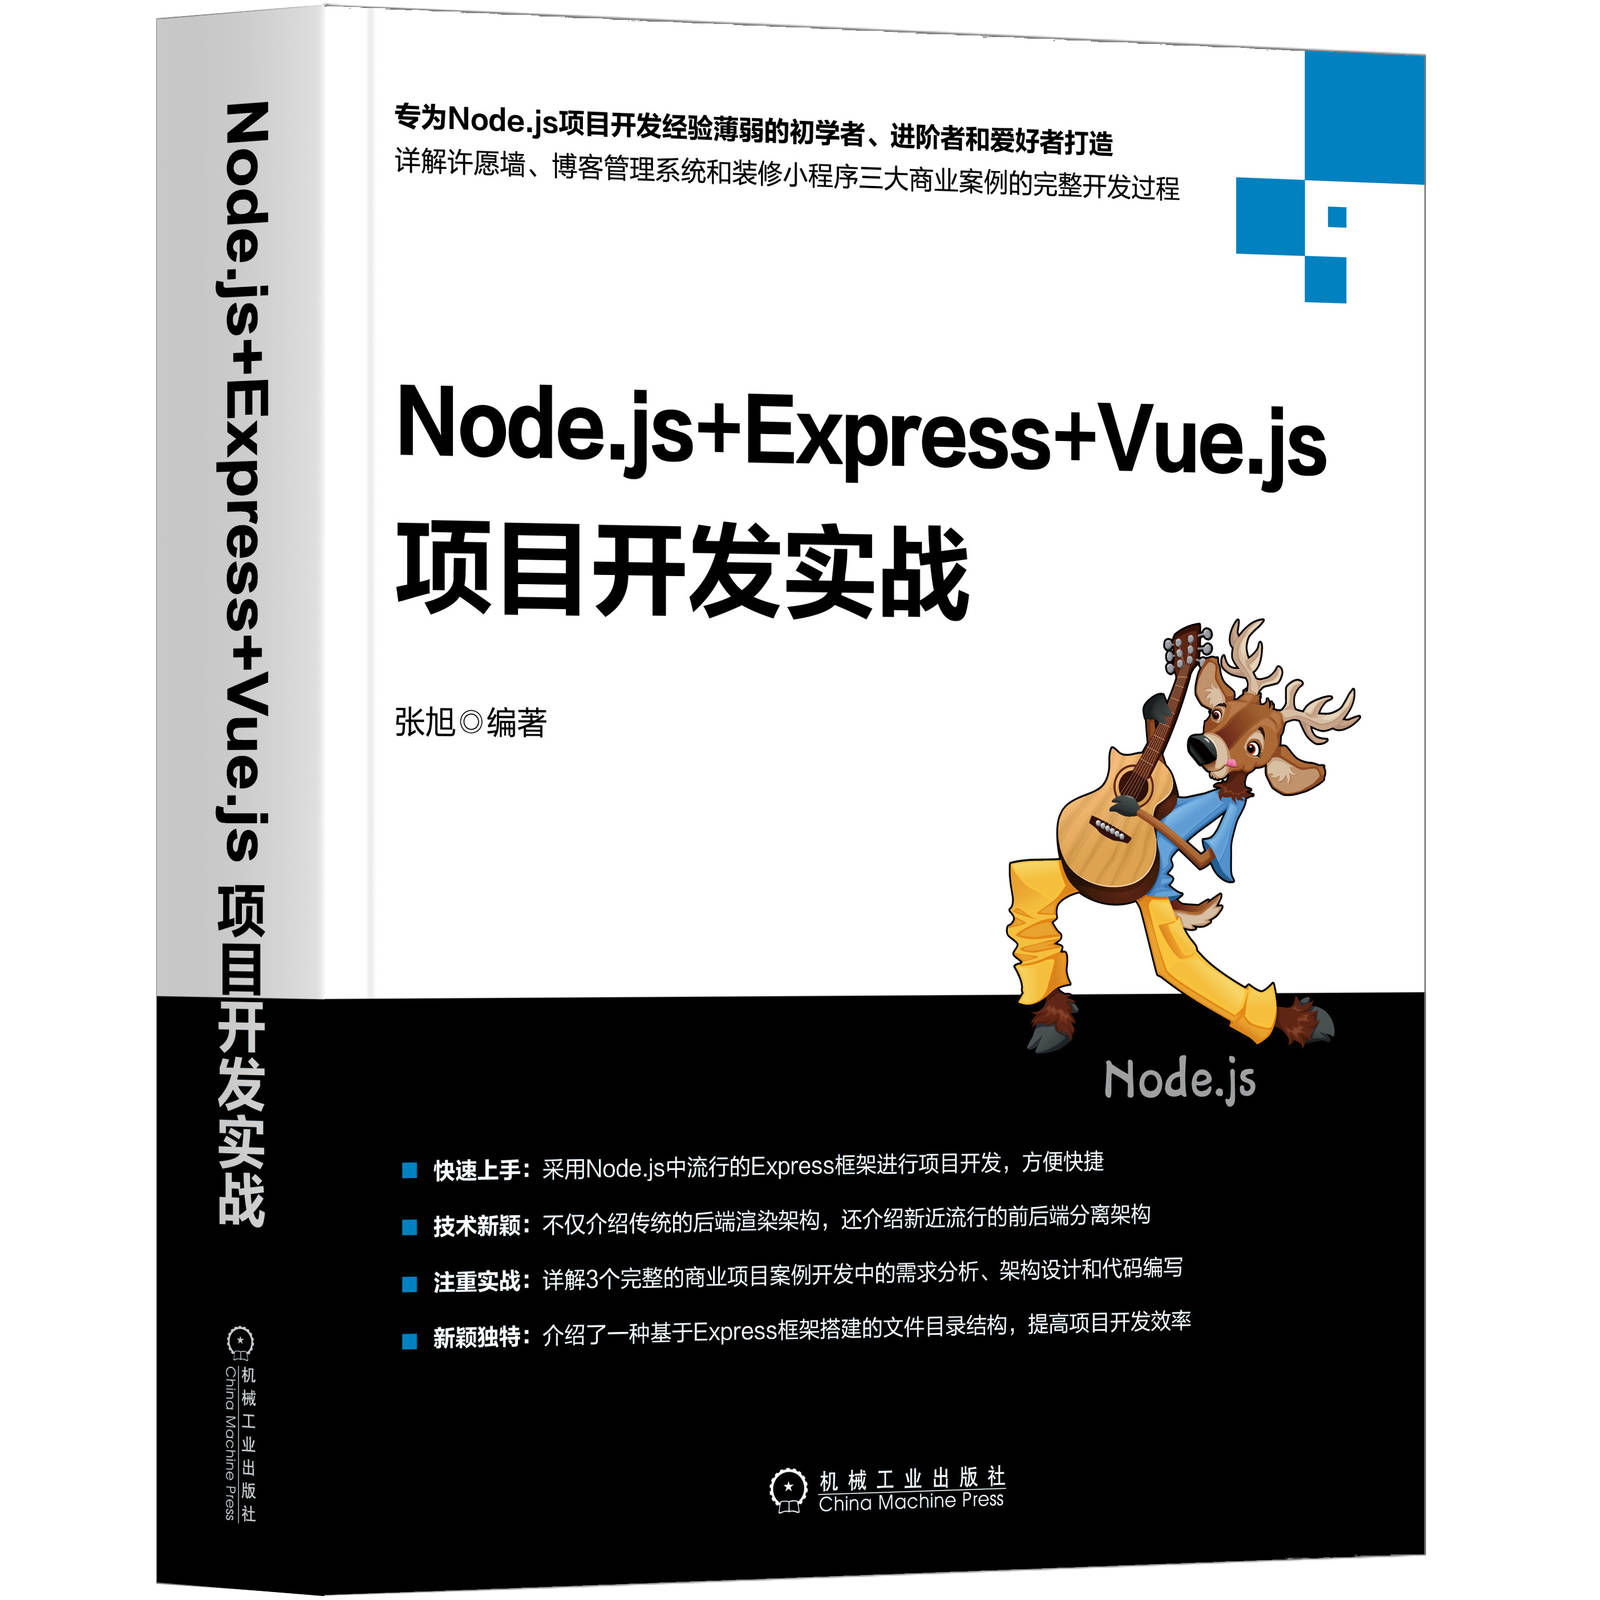 专为Node.js项目开发经验薄弱的初学者、进阶者和爱好者打造
详解许愿墙、博客管理系统和装修小程序三大商业案例的完整开发过程
Node.js+Express+Vue.js
项目开发实战
张旭◎编著
Node.js
快速上手：采用Node.js中流行的Express框架进行项目开发，方便快捷
技术新颖：不仅介绍传统的后端渲染架构，还介绍新近流行的前后端分离架构
注重实战：详解3个完整的商业项目案例开发中的需求分析、架构设计和代码编写
新颖独特：介绍了一种基于Express框架搭建的文件目录结构，提高项目开发效率
机械工业出版社
China Machine Press
Node.js+Express+Vue.js 项目开发实战
机械工业出版社
China Machine Press